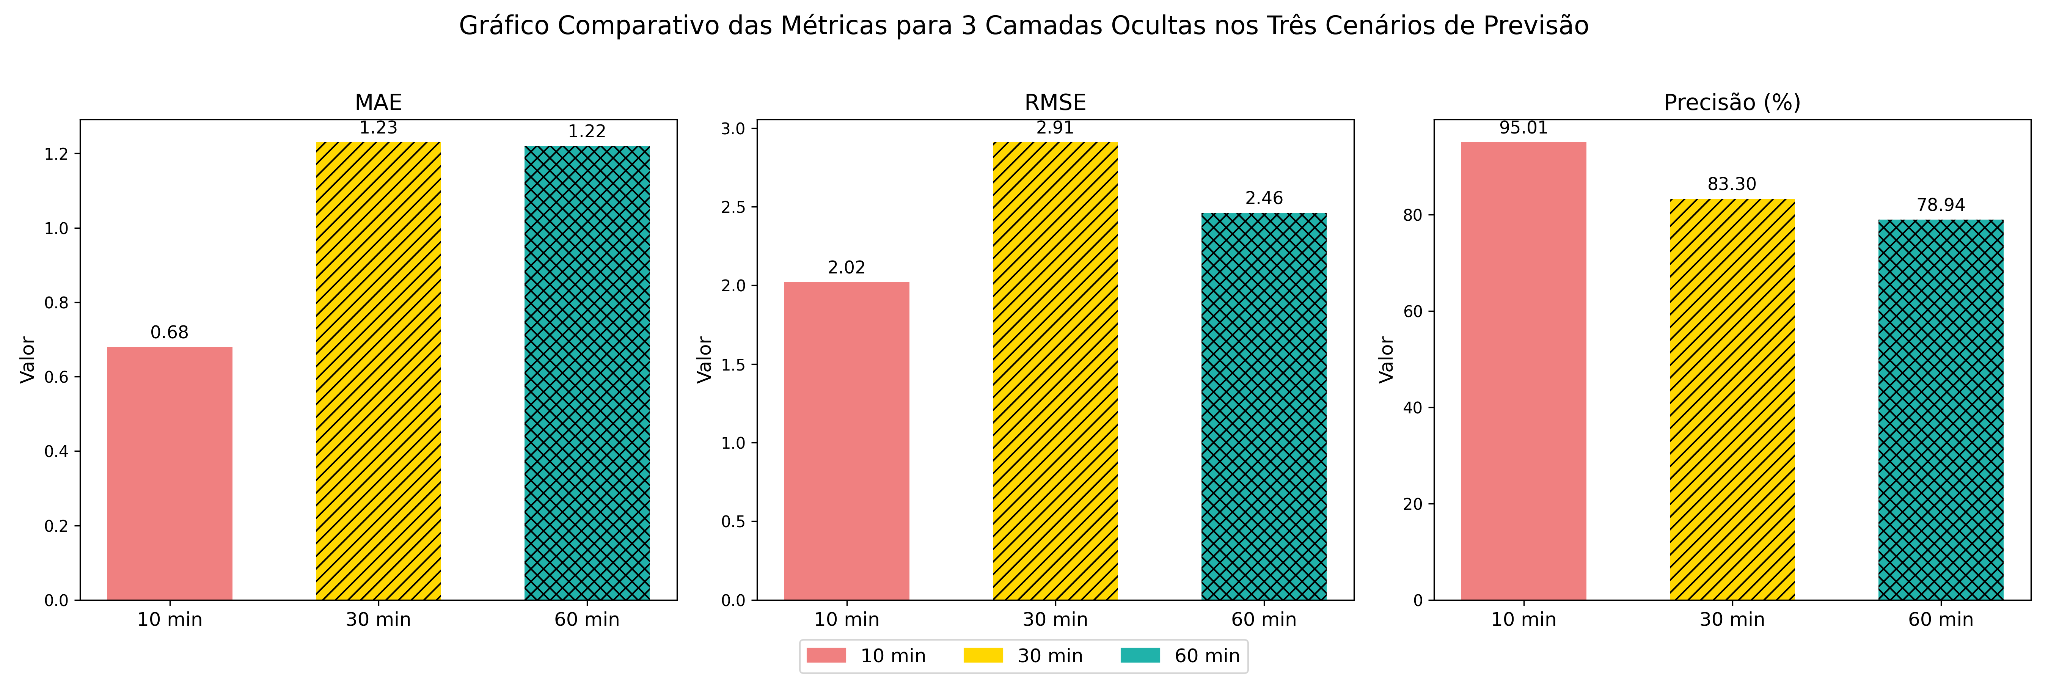 Gráfico Comparativo das Métricas para 3 Camadas Ocultas nos Três Cenários de Previsão
MAE
Valor
1.2
1.0
0.8
0.6
0.4
0.2
0.0
0.68
1.23
1.22
10 min
30 min
60 min
RMSE
Valor
3.0
2.5
2.0
1.5
1.0
0.5
0.0
2.02
2.91
2.46
10 min
30 min
60 min
Precisão (%)
Valor
80
60
40
20
0
95.01
83.30
78.94
10 min
30 min
60 min
10 min 30 min 60 min